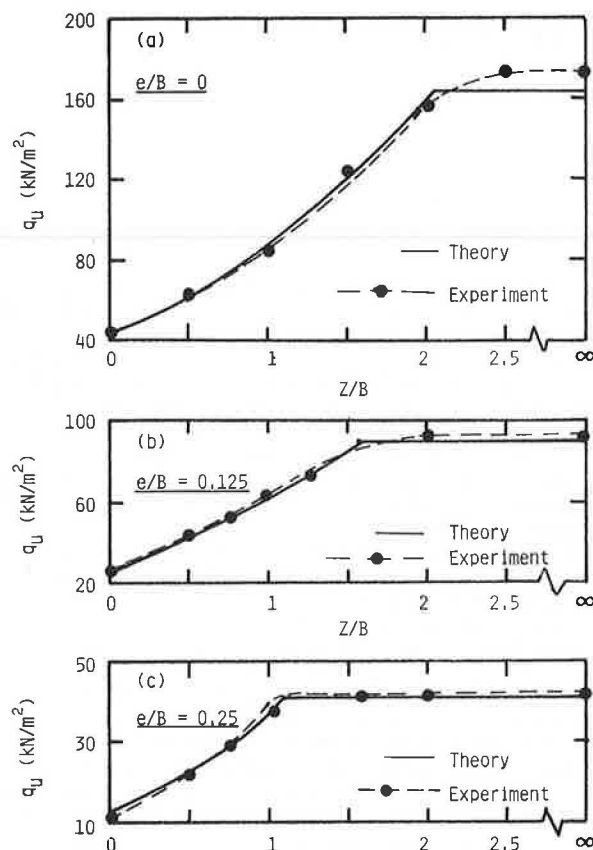 200
(a)
e/B = 0
160
120
80
40
q_u (kN/m²)
Theory
Experiment
0 1 2 2.5 ∞
Z/B
100
(b)
e/B = 0.125
60
20
q_u (kN/m²)
Theory
Experiment
0 1 2 2.5 ∞
Z/B
50
(c)
e/B = 0.25
30
10
q_u (kN/m²)
Theory
Experiment
0 1 2 2.5 ∞